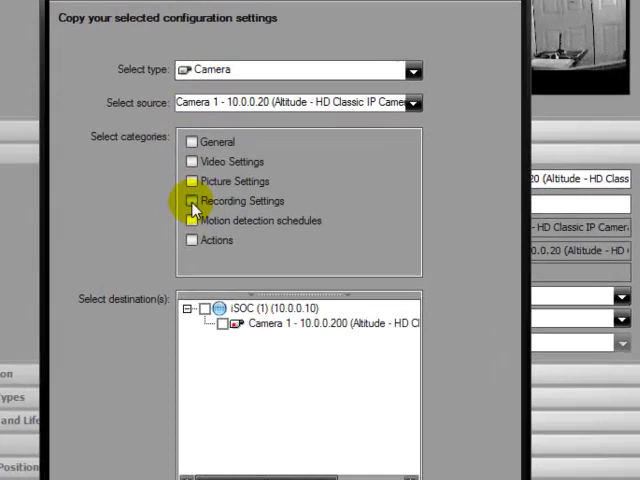 Copy your selected configuration settings
Select type: Camera
Select source: Camera 1 - 10.0.0.20 (Altitude - HD Classic IP Camer
Select categories: General
Video Settings
Picture Settings
0.20 (Altitude - HD Class
Recording Settings
Motion detection schedules
- HD Classic IP Camera
Actions
0.0.20 (Altitude - HD Clas
Select destination(s): iSOC (1) (10.0.0.10)
Camera 1 - 10.0.0.200 (Altitude - HD Cl
on
ypes
and Life
Position